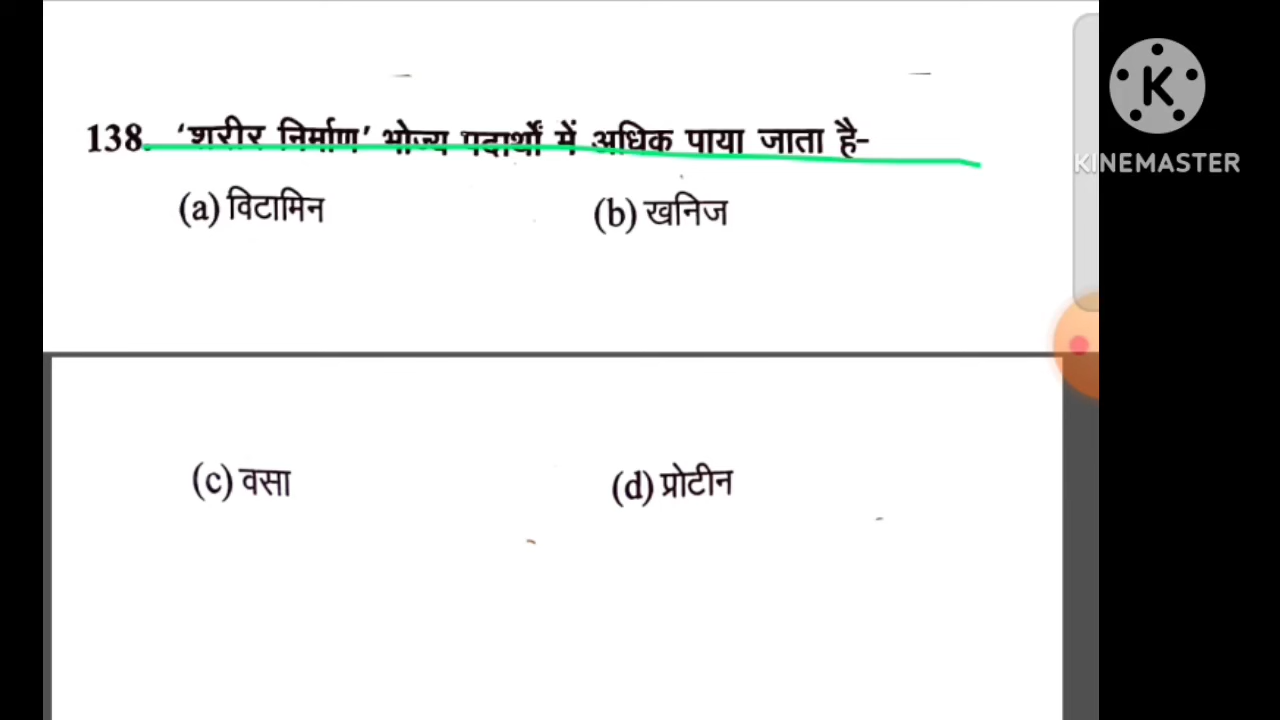 138. 'शरीर निर्माण' भोज्य पदार्थों में अधिक पाया जाता है-
(a) विटामिन (b) खनिज
(c) वसा (d) प्रोटीन
K
KINEMASTER